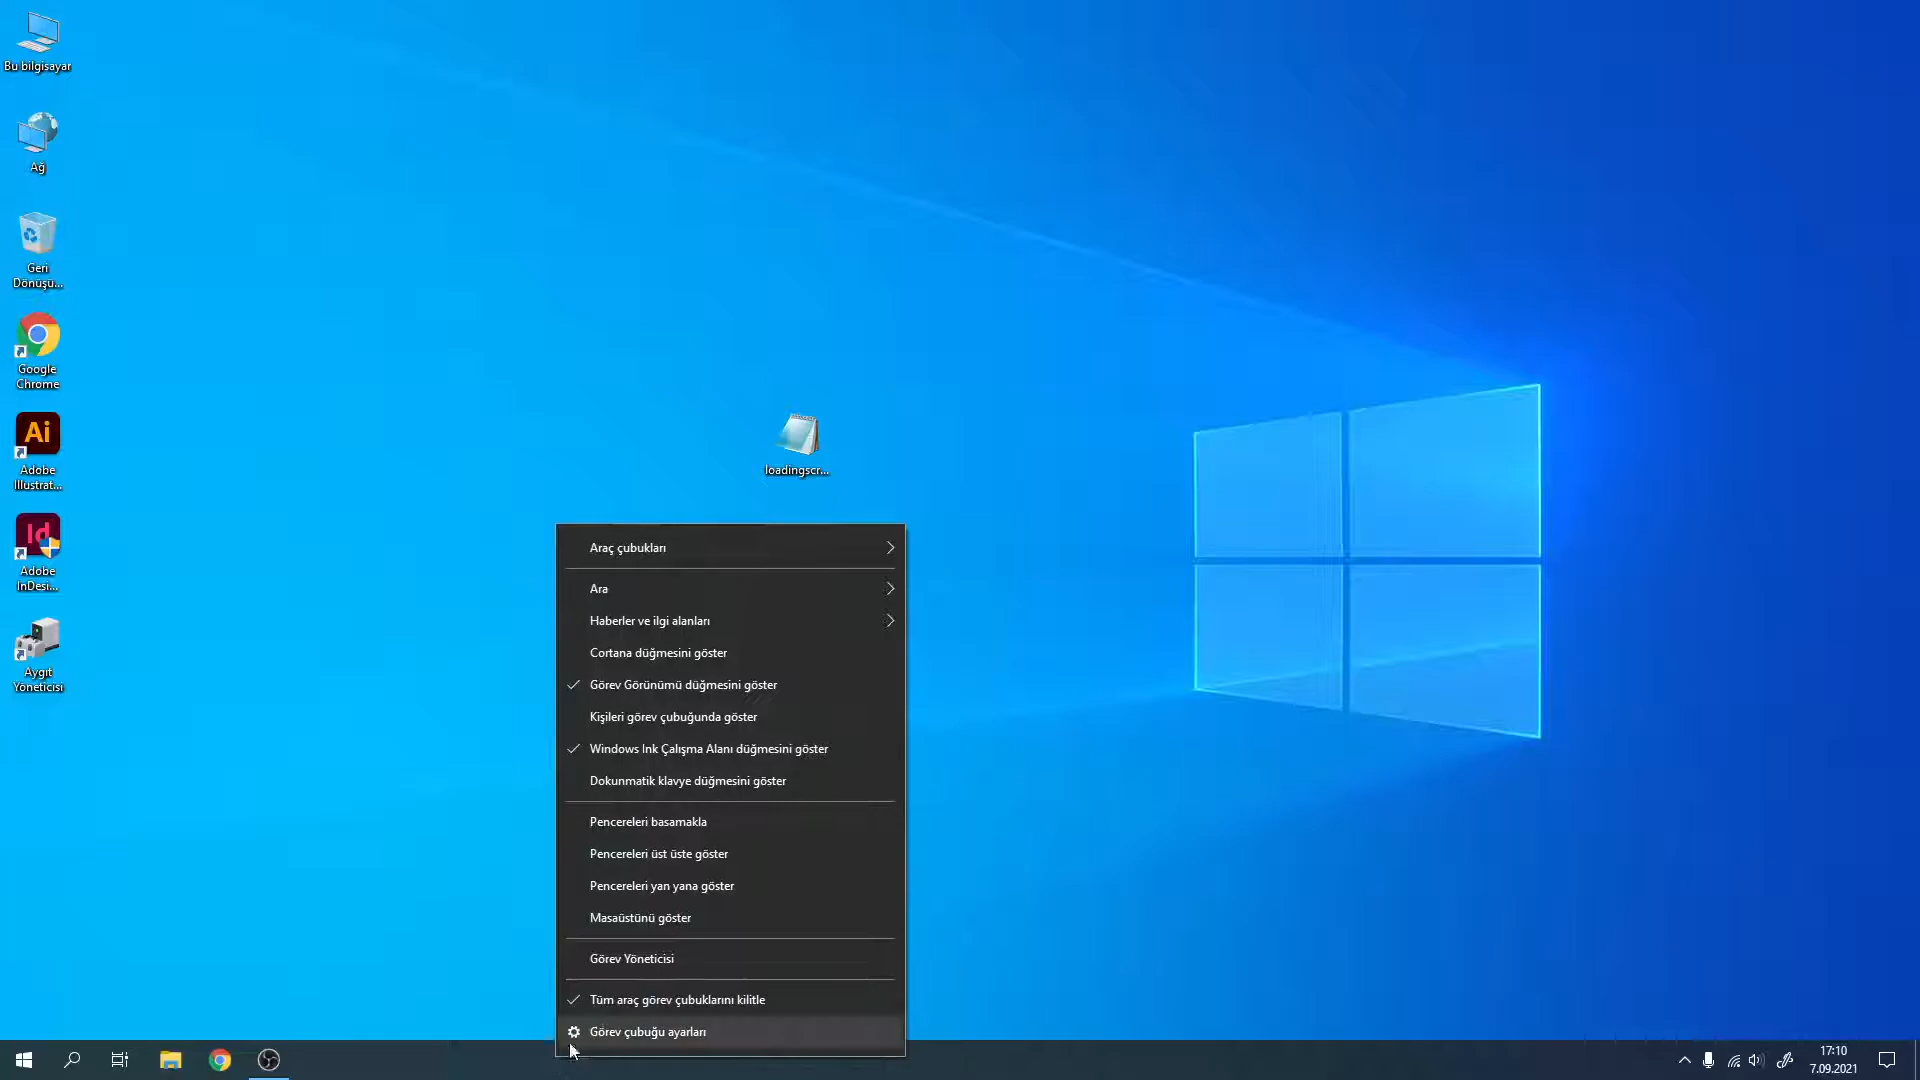 Bu bilgisayar
Ağ
Geri
Dönüşü...
Google
Chrome
Ai
Adobe
Illustrat...
Id
Adobe
InDesi...
Aygıt
Yöneticisi
loadingscr...
Araç çubukları
Ara
Haberler ve ilgi alanları
Cortana düğmesini göster
Görev Görünümü düğmesini göster
Kişileri görev çubuğunda göster
Windows Ink Çalışma Alanı düğmesini göster
Dokunmatik klavye düğmesini göster
Pencereleri basamakla
Pencereleri üst üste göster
Pencereleri yan yana göster
Masaüstünü göster
Görev Yöneticisi
Tüm araç görev çubuklarını kilitle
Görev çubuğu ayarları
17:10
7.09.2021